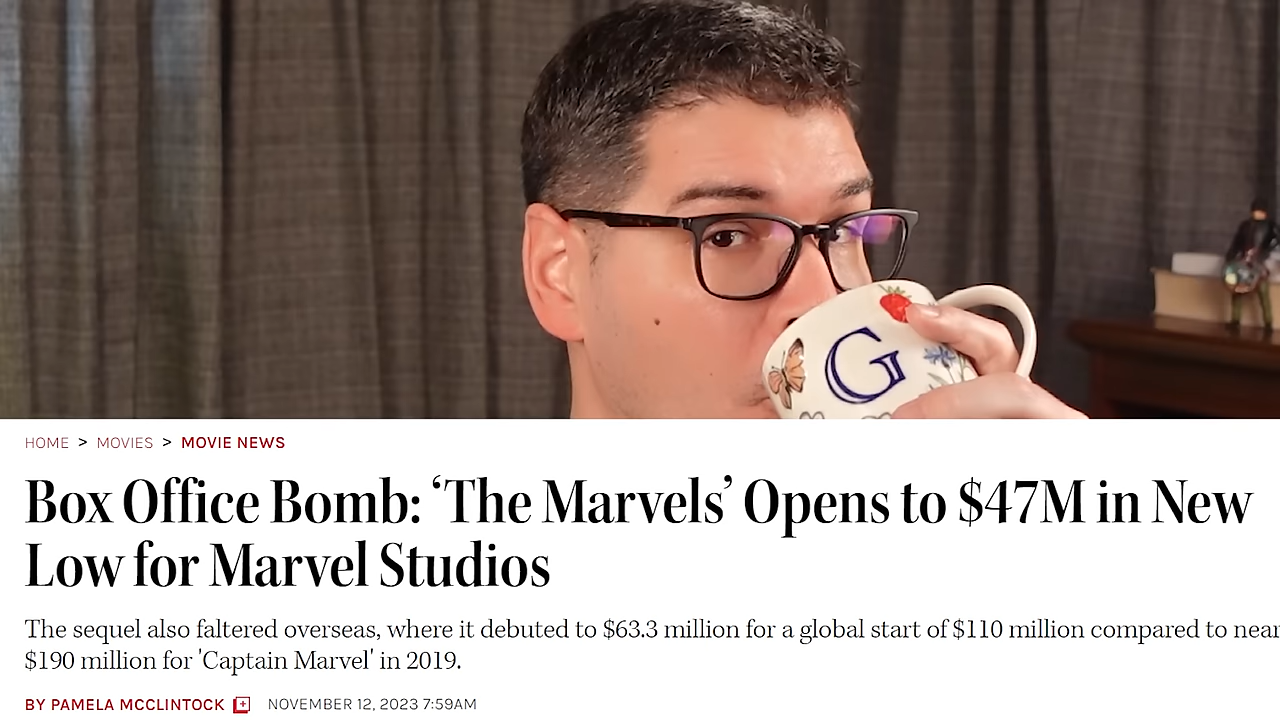 G
HOME > MOVIES > MOVIE NEWS
Box Office Bomb: ‘The Marvels’ Opens to $47M in New
Low for Marvel Studios
The sequel also faltered overseas, where it debuted to $63.3 million for a global start of $110 million compared to near
$190 million for 'Captain Marvel' in 2019.
BY PAMELA MCCLINTOCK NOVEMBER 12, 2023 7:59AM